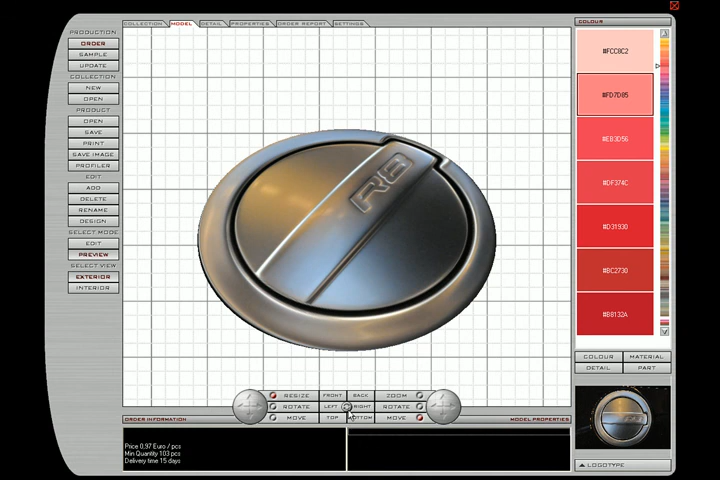 COLLECTION MODEL DETAIL PROPERTIES ORDER REPORT SETTINGS
PRODUCTION
ORDER
SAMPLE
UPDATE
COLLECTION
NEW
OPEN
PRODUCT
OPEN
SAVE
PRINT
SAVE IMAGE
PROFILER
EDIT
ADD
DELETE
RENAME
DESIGN
SELECT MODE
EDIT
PREVIEW
SELECT VIEW
EXTERIOR
INTERIOR
R8
RESIZE FRONT BACK ZOOM
ROTATE LEFT RIGHT ROTATE
MOVE TOP BOTTOM MOVE
ORDER INFORMATION MODEL PROPERTIES
Price 0,97 Euro / pcs
Min Quantity 103 pcs
Delivery time 15 days
COLOUR
#FCC8C2
#FD7D85
#EB3D56
#DF374C
#D31930
#BC2730
#B8132A
COLOUR MATERIAL
DETAIL PART
LOGOTYPE